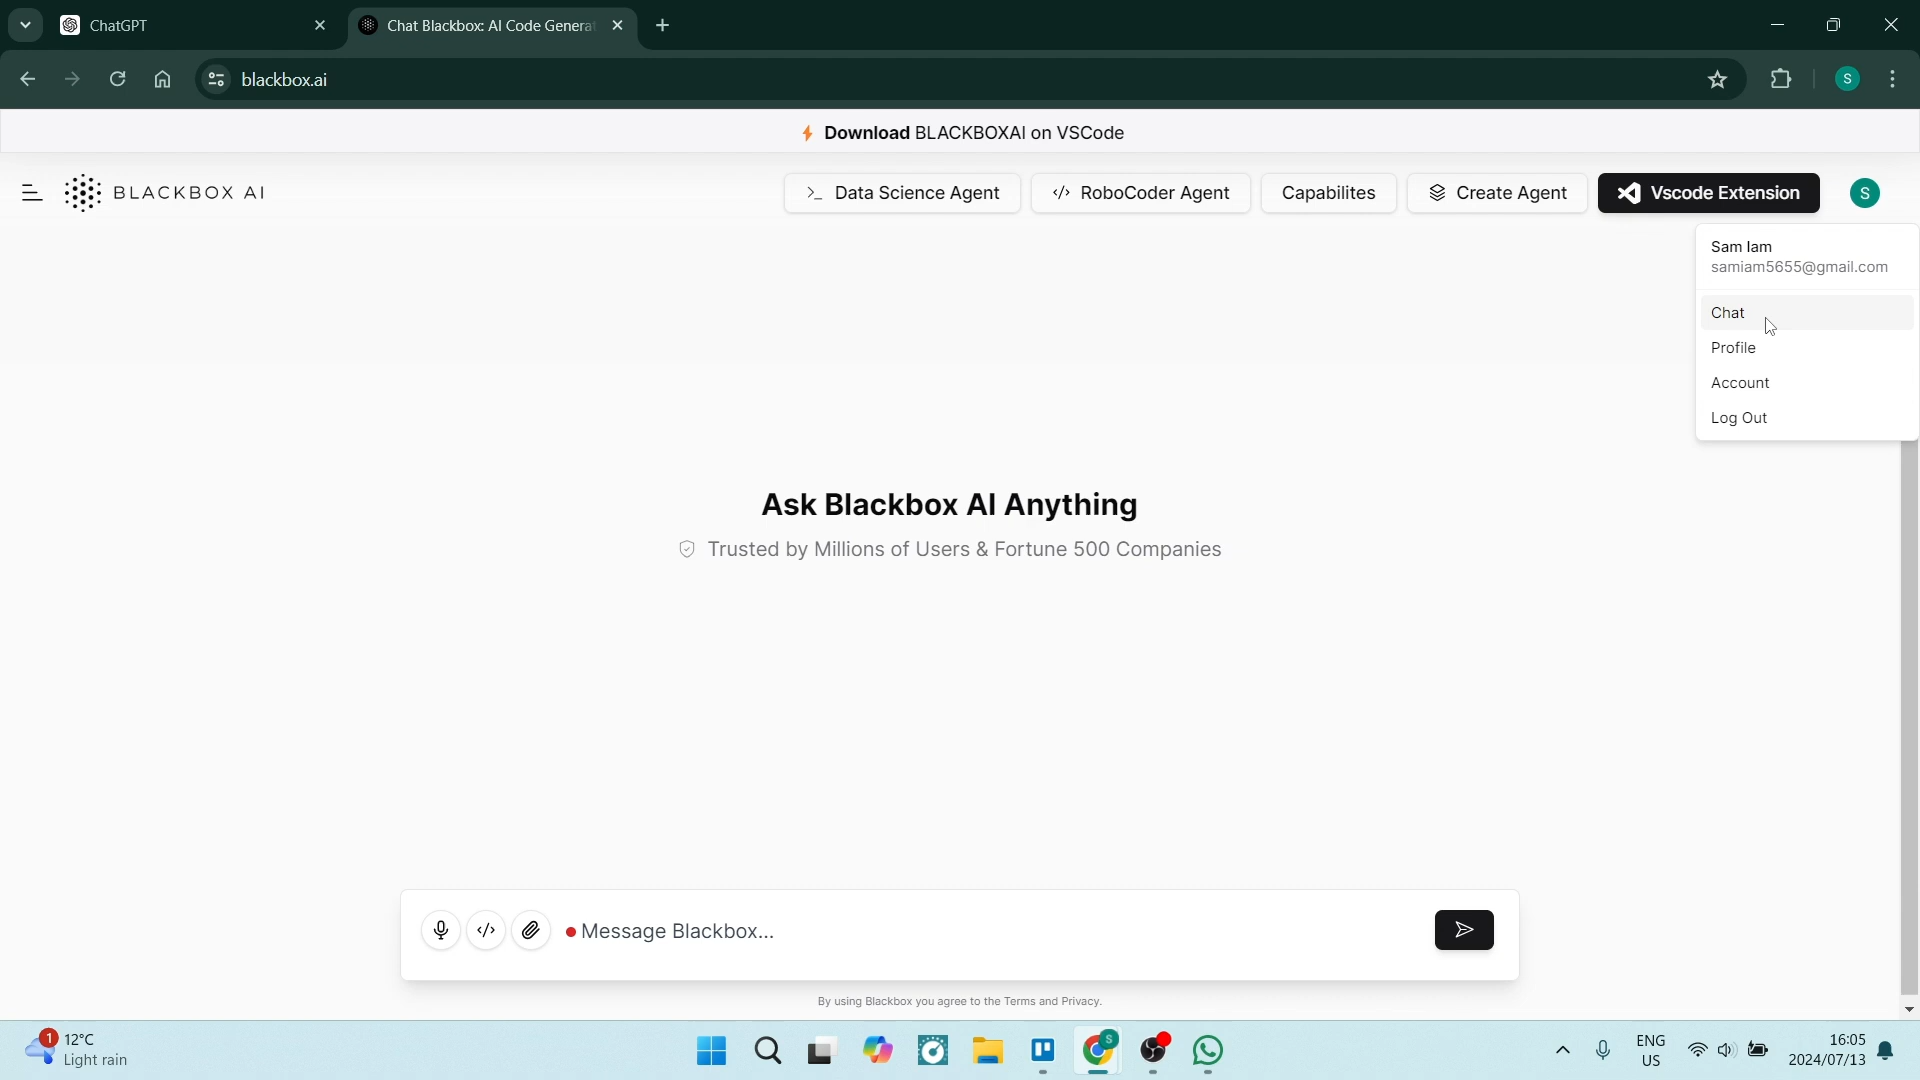 ChatGPT
Chat Blackbox: AI Code Genera
blackbox.ai
S
Download BLACKBOXAI on VSCode
BLACKBOX AI
Data Science Agent
RoboCoder Agent
Capabilites
Create Agent
Vscode Extension
S
Sam Iam
samiam5655@gmail.com
Chat
Profile
Account
Log Out
Ask Blackbox AI Anything
Trusted by Millions of Users & Fortune 500 Companies
Message Blackbox...
By using Blackbox you agree to the Terms and Privacy.
1
12°C
Light rain
S
ENG
US
16:05
2024/07/13